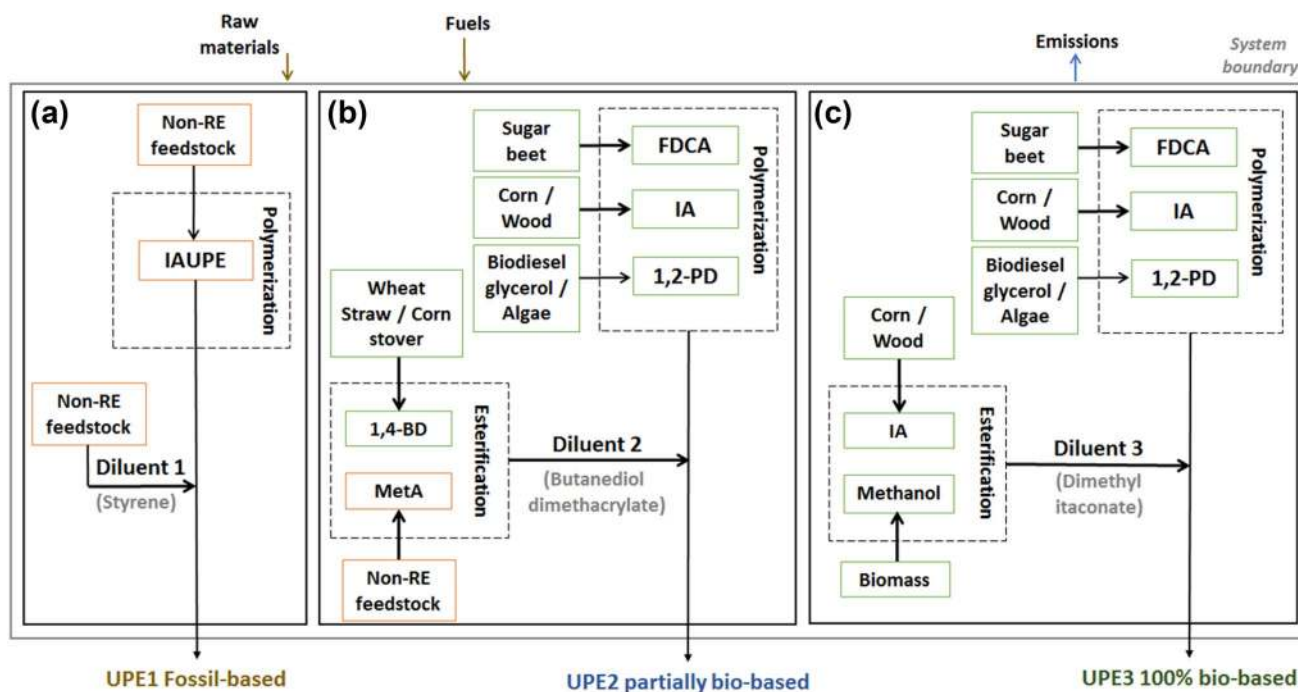 Raw
materials
Fuels
Emissions
System
boundary
(a)
Non-RE
feedstock
Polymerization
IAUPE
Non-RE
feedstock
Diluent 1
(Styrene)
UPE1 Fossil-based
(b)
Sugar
beet
FDCA
Corn /
Wood
IA
Biodiesel
glycerol /
Algae
1,2-PD
Polymerization
Wheat
Straw / Corn
stover
1,4-BD
MetA
Esterification
Non-RE
feedstock
Diluent 2
(Butanediol
dimethacrylate)
UPE2 partially bio-based
(c)
Sugar
beet
FDCA
Corn /
Wood
IA
Biodiesel
glycerol /
Algae
1,2-PD
Polymerization
Corn /
Wood
IA
Methanol
Esterification
Biomass
Diluent 3
(Dimethyl
itaconate)
UPE3 100% bio-based